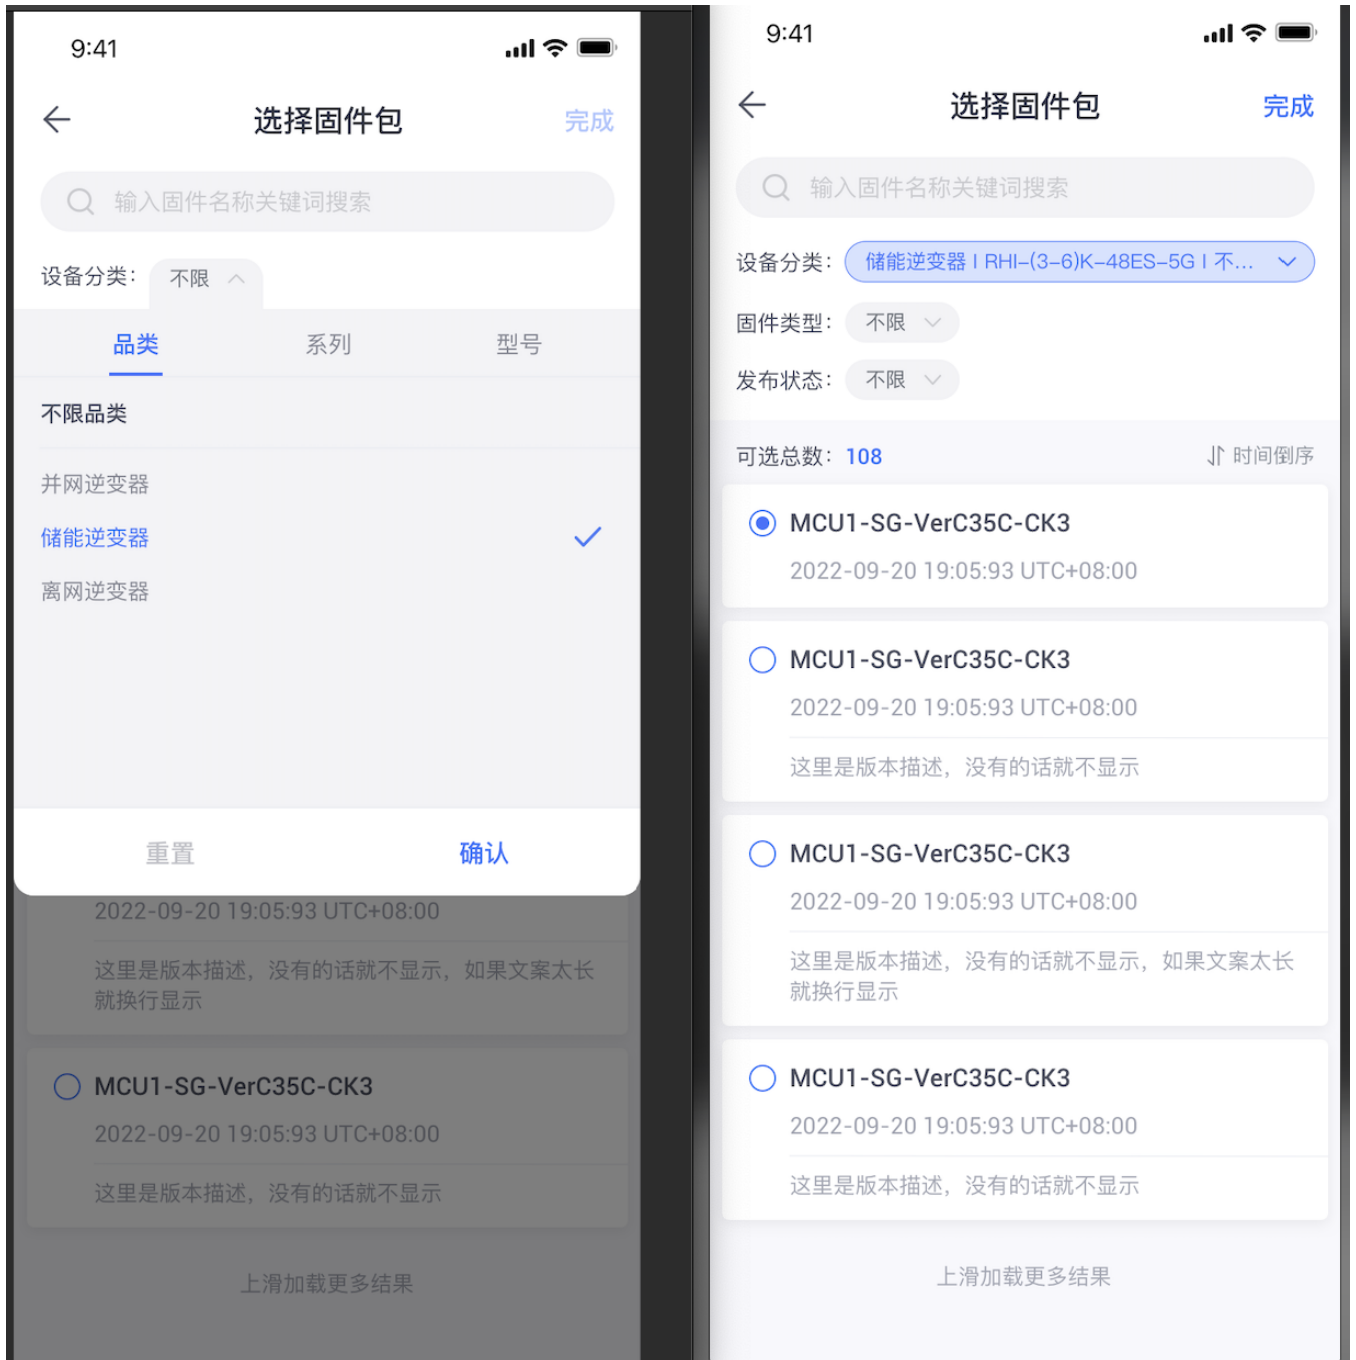 9:41
选择固件包
完成
输入固件名称关键词搜索
设备分类：
不限
品类
系列
型号
不限品类
并网逆变器
储能逆变器
离网逆变器
重置
确认
2022-09-20 19:05:93 UTC+08:00
这里是版本描述，没有的话就不显示，如果文案太长
就换行显示
MCU1-SG-VerC35C-CK3
2022-09-20 19:05:93 UTC+08:00
这里是版本描述，没有的话就不显示
上滑加载更多结果
9:41
选择固件包
完成
输入固件名称关键词搜索
设备分类：
储能逆变器 | RHI-(3-6)K-48ES-5G | 不...
固件类型：
不限
发布状态：
不限
可选总数：108
时间倒序
MCU1-SG-VerC35C-CK3
2022-09-20 19:05:93 UTC+08:00
MCU1-SG-VerC35C-CK3
2022-09-20 19:05:93 UTC+08:00
这里是版本描述，没有的话就不显示
MCU1-SG-VerC35C-CK3
2022-09-20 19:05:93 UTC+08:00
这里是版本描述，没有的话就不显示，如果文案太长
就换行显示
MCU1-SG-VerC35C-CK3
2022-09-20 19:05:93 UTC+08:00
这里是版本描述，没有的话就不显示
上滑加载更多结果